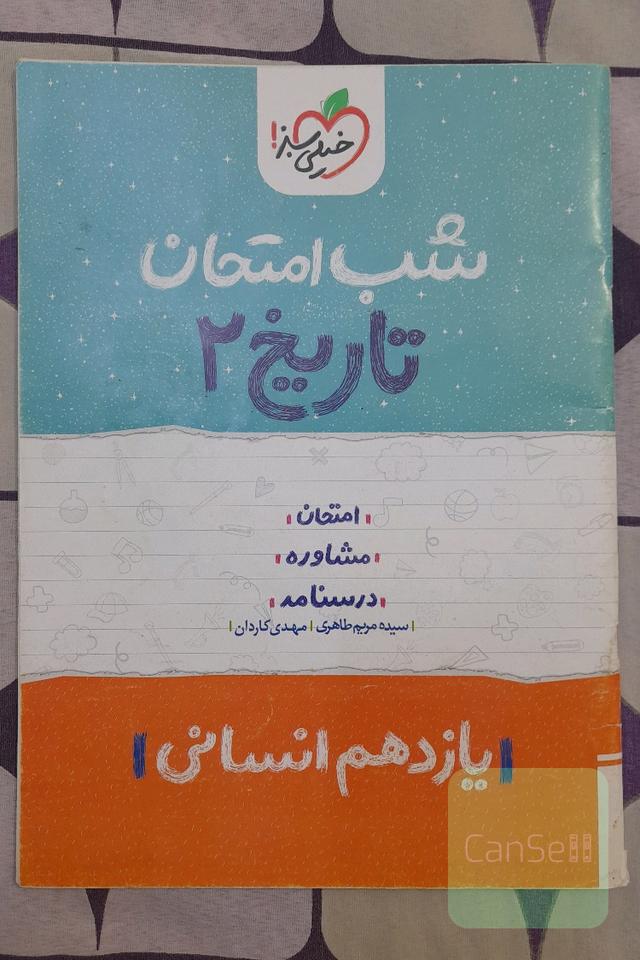 خیلی سبز!
شب امتحان
تاریخ ۲
امتحان
مشاوره
درسنامه
سیده مریم طاهری | مهدی کاردان
یازدهم انسانی
CanSell